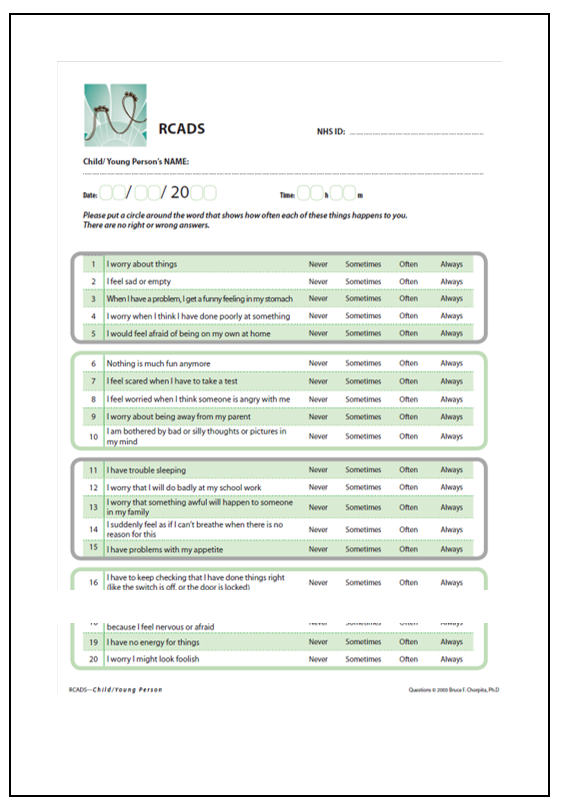 RCADS
NHS ID:
Child/ Young Person's NAME:
Date: / / 20 Time: h m
Please put a circle around the word that shows how often each of these things happens to you.
There are no right or wrong answers.
1 I worry about things Never Sometimes Often Always
2 I feel sad or empty Never Sometimes Often Always
3 When I have a problem, I get a funny feeling in my stomach Never Sometimes Often Always
4 I worry when I think I have done poorly at something Never Sometimes Often Always
5 I would feel afraid of being on my own at home Never Sometimes Often Always
6 Nothing is much fun anymore Never Sometimes Often Always
7 I feel scared when I have to take a test Never Sometimes Often Always
8 I feel worried when I think someone is angry with me Never Sometimes Often Always
9 I worry about being away from my parent Never Sometimes Often Always
10 I am bothered by bad or silly thoughts or pictures in
my mind Never Sometimes Often Always
11 I have trouble sleeping Never Sometimes Often Always
12 I worry that I will do badly at my school work Never Sometimes Often Always
13 I worry that something awful will happen to someone
in my family Never Sometimes Often Always
14 I suddenly feel as if I can't breathe when there is no
reason for this Never Sometimes Often Always
15 I have problems with my appetite Never Sometimes Often Always
16 I have to keep checking that I have done things right
(like the switch is off, or the door is locked) Never Sometimes Often Always
because I feel nervous or afraid
19 I have no energy for things Never Sometimes Often Always
20 I worry I might look foolish Never Sometimes Often Always
RCADS—Child/Young Person Questions © 2003 Bruce F. Chorpita, Ph.D